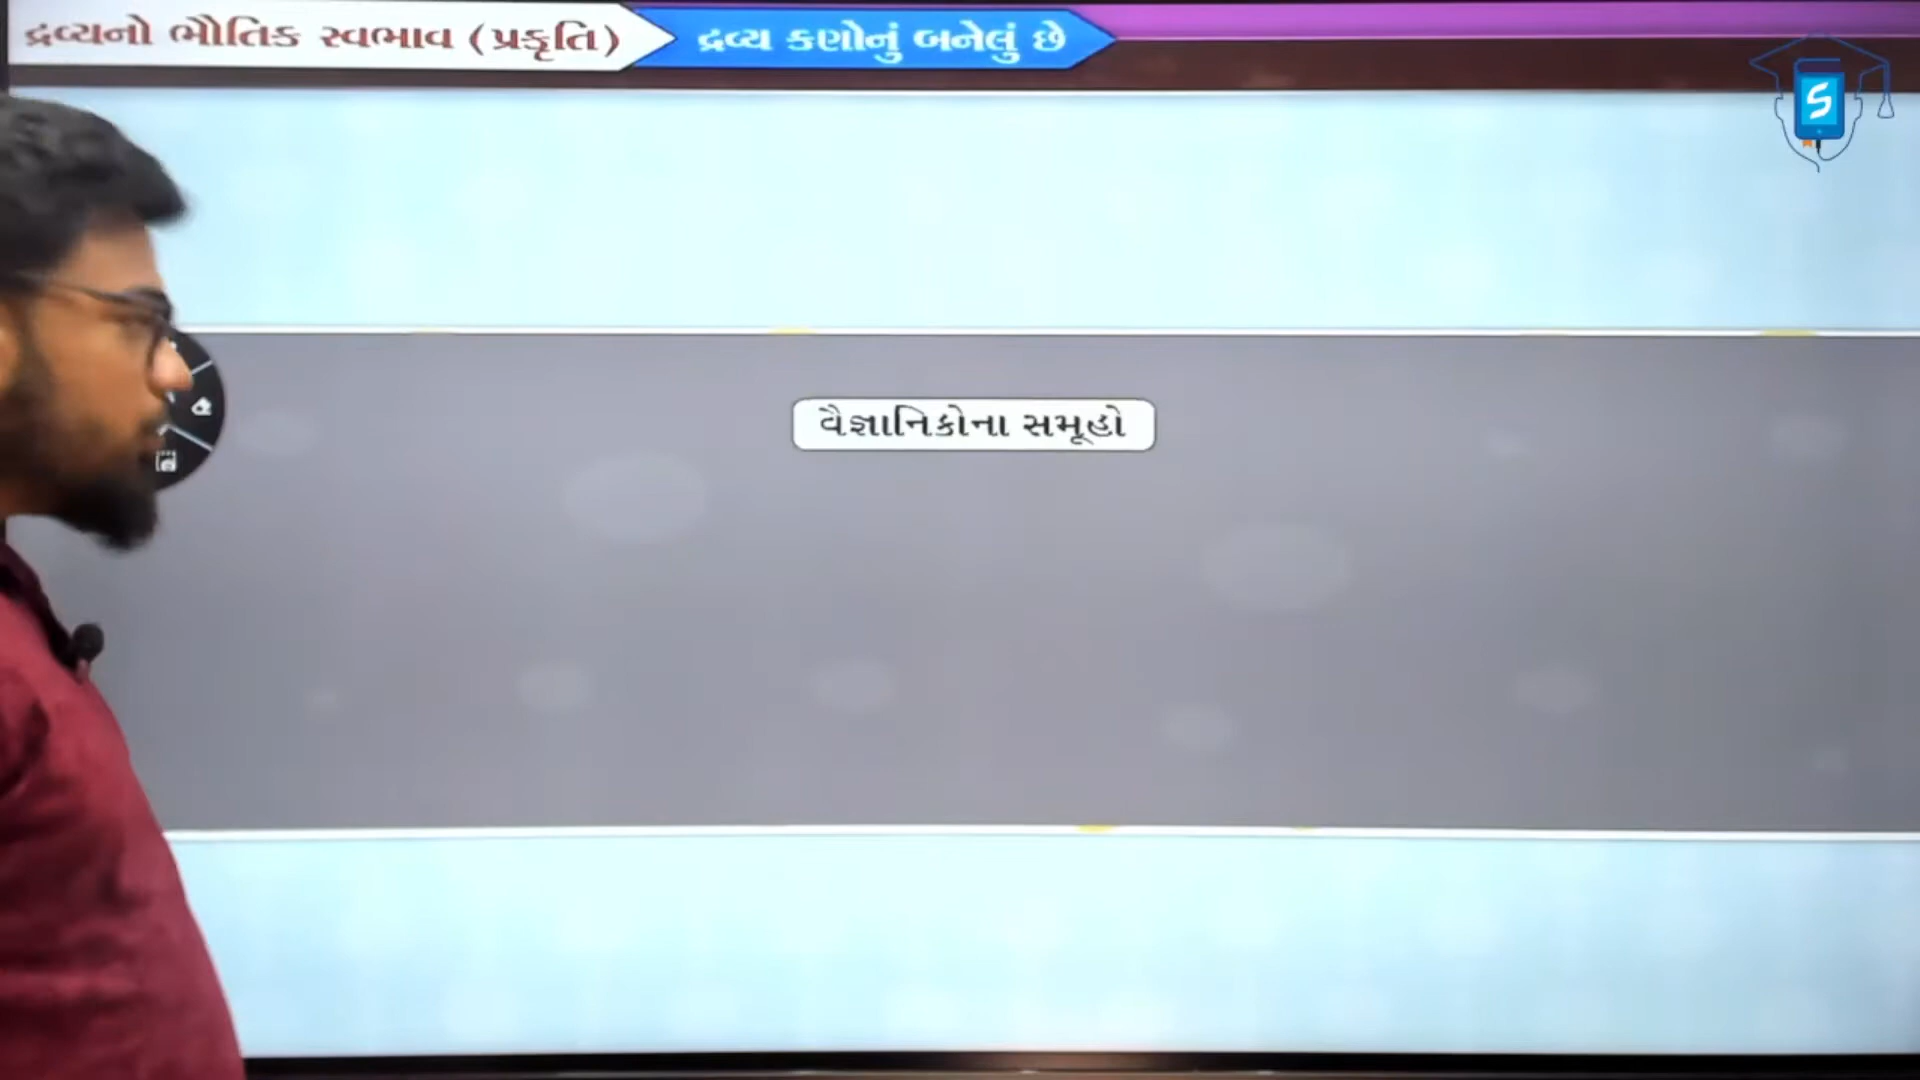 દ્રવ્યનો ભૌતિક સ્વભાવ (પ્રકૃતિ) દ્રવ્ય કણોનું બનેલું છે
S
વૈજ્ઞાનિકોના સમૂહો